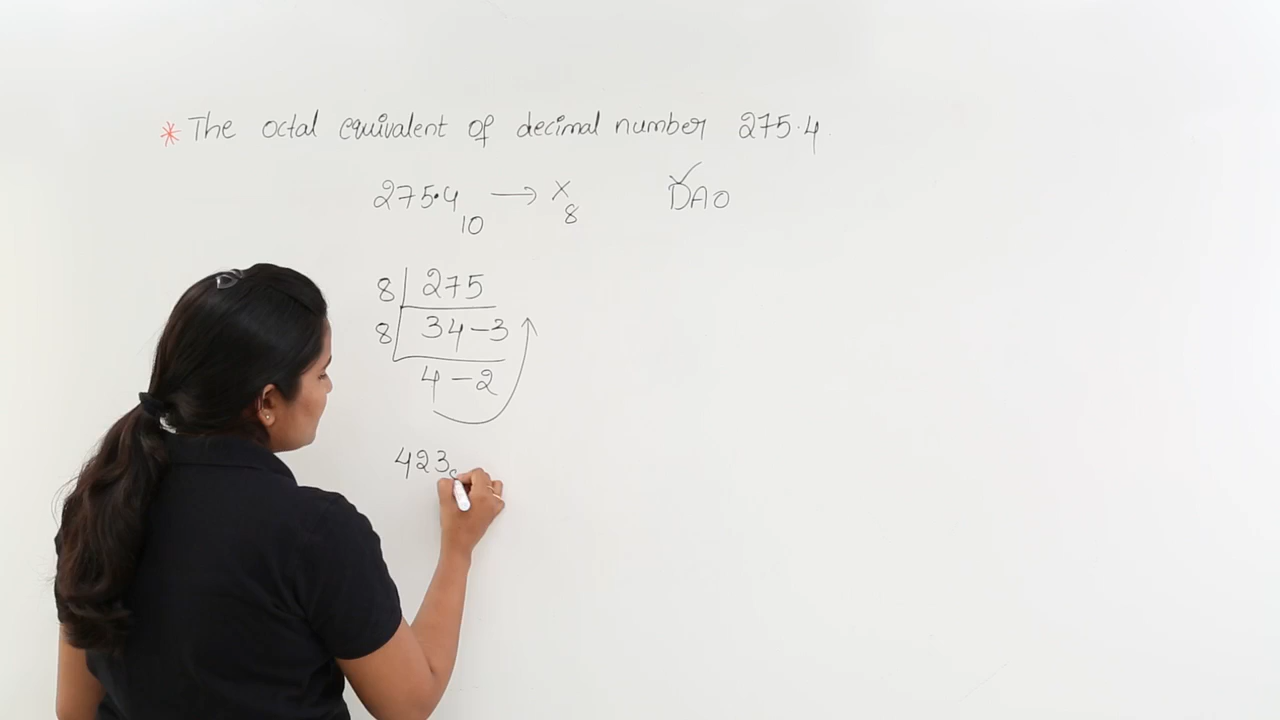 * The octal equivalent of decimal number 275.4
275.4 10 → X 8 DAO
8 275
8 34-3
4-2
423